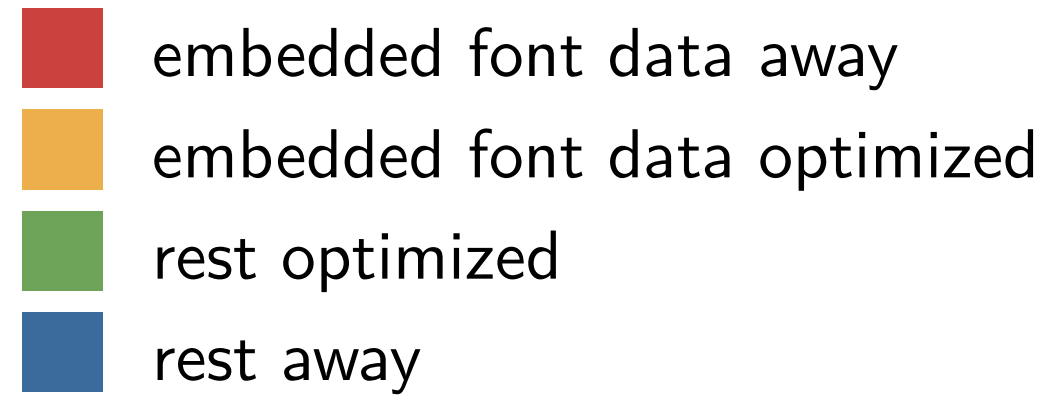 embedded font data away
embedded font data optimized
rest optimized
rest away